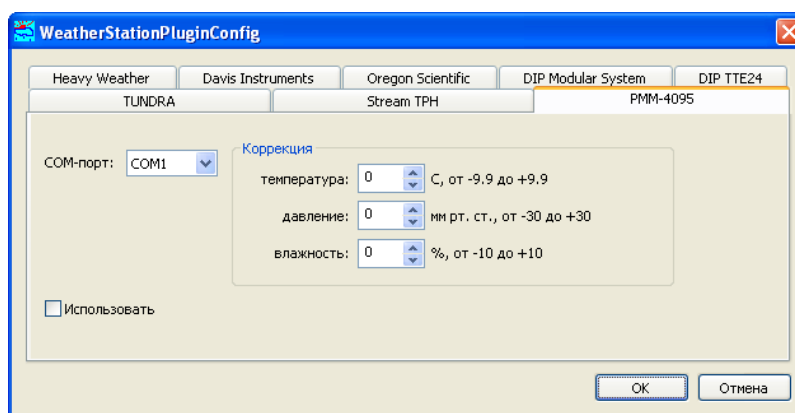 WeatherStationPluginConfig
Heavy Weather Davis Instruments Oregon Scientific DIP Modular System DIP TTE24
TUNDRA Stream TPH PMM-4095
Коррекция
COM-порт: COM1
температура: 0 C, от -9.9 до +9.9
давление: 0 мм рт. ст., от -30 до +30
влажность: 0 %, от -10 до +10
Использовать
OK Отмена